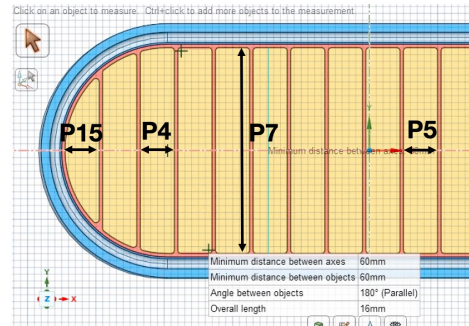 Click on an object to measure. Ctrl+click to add more objects to the measurement.
Y
P15
P4
P7
P5
Minimum distance between axes 60mm
Minimum distance between axes 60mm
Minimum distance between objects 60mm
Angle between objects 180° (Parallel)
Overall length 16mm
Y
Z
X